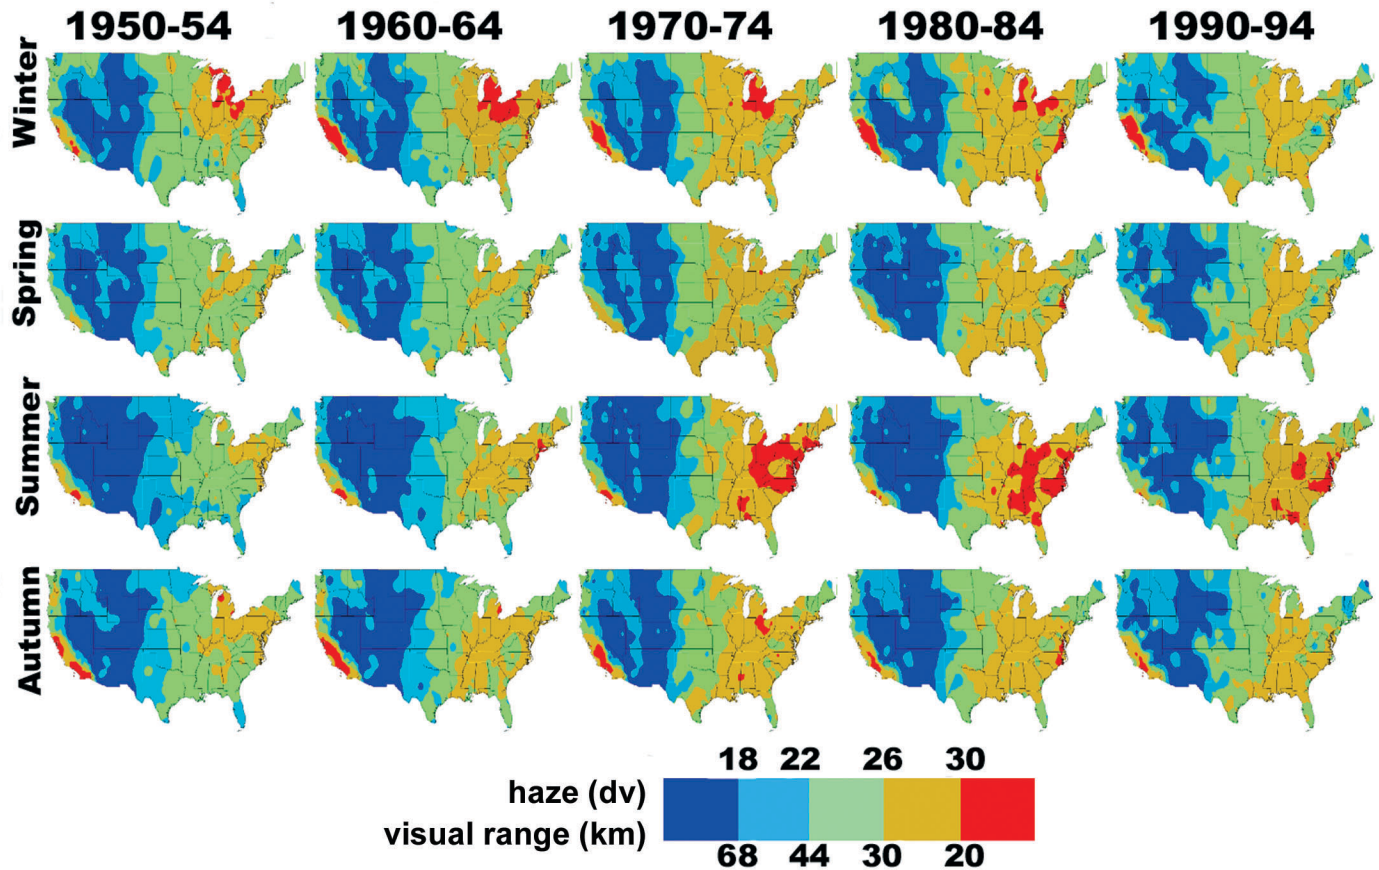 1950-54 1960-64 1970-74 1980-84 1990-94
Winter
Spring
Summer
Autumn
18 22 26 30
haze (dv)
visual range (km)
68 44 30 20